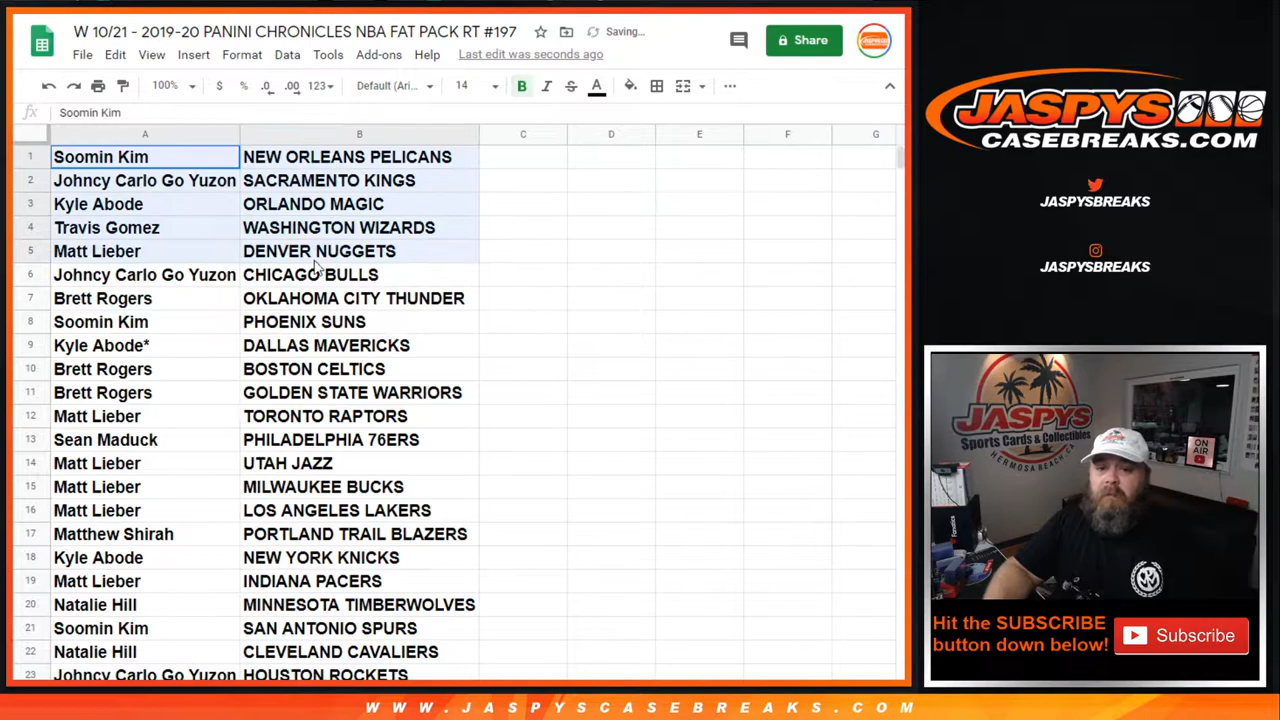 W 10/21 - 2019-20 PANINI CHRONICLES NBA FAT PACK RT #197
Saving...
File Edit View Insert Format Data Tools Add-ons Help Last edit was seconds ago
Share
100% $ % .0 .00 123 Default (Ari... 14 B I S A
fx Soomin Kim
A B C D E F G
1 Soomin Kim NEW ORLEANS PELICANS
2 Johncy Carlo Go Yuzon SACRAMENTO KINGS
3 Kyle Abode ORLANDO MAGIC
4 Travis Gomez WASHINGTON WIZARDS
5 Matt Lieber DENVER NUGGETS
6 Johncy Carlo Go Yuzon CHICAGO BULLS
7 Brett Rogers OKLAHOMA CITY THUNDER
8 Soomin Kim PHOENIX SUNS
9 Kyle Abode* DALLAS MAVERICKS
10 Brett Rogers BOSTON CELTICS
11 Brett Rogers GOLDEN STATE WARRIORS
12 Matt Lieber TORONTO RAPTORS
13 Sean Maduck PHILADELPHIA 76ERS
14 Matt Lieber UTAH JAZZ
15 Matt Lieber MILWAUKEE BUCKS
16 Matt Lieber LOS ANGELES LAKERS
17 Matthew Shirah PORTLAND TRAIL BLAZERS
18 Kyle Abode NEW YORK KNICKS
19 Matt Lieber INDIANA PACERS
20 Natalie Hill MINNESOTA TIMBERWOLVES
21 Soomin Kim SAN ANTONIO SPURS
22 Natalie Hill CLEVELAND CAVALIERS
23 Johncy Carlo Go Yuzon HOUSTON ROCKETS
JASPYS
CASEBREAKS.COM
JASPYSBREAKS
JASPYSBREAKS
JASPYS
Sports Cards & Collectibles
HERMOSA BEACH, CA
ON AIR
Hit the SUBSCRIBE
button down below!
Subscribe
WWW.JASPYSCASEBREAKS.COM